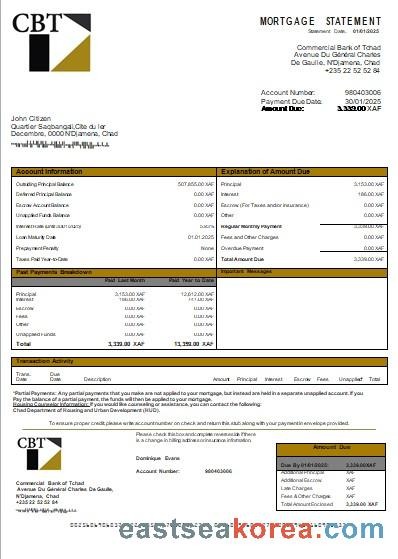 CBT
MORTGAGE STATEMENT
Statement Date: 01/01/2025
Commercial Bank of Tchad
Avenue Du Général Charles
De Gaulle, N'Djamena, Chad
+235 22 52 52 84
Account Number: 980403006
Payment Due Date: 30/01/2025
Amount Due: 3,339.00 XAF
John Citizen
Quartier Sagbangali,Cite du Ier
Decembre, 0000 N'Djamena, Chad
Account Information
Outstanding Principal Balance 507,855.00 XAF
Deferred Principal Balance 0.00 XAF
Escrow Account Balance 0.00 XAF
Unapplied Funds Balance 0.00 XAF
Loan Maturity Date 01.01.2025
Prepayment Penalty None
Taxes Paid Year-to-Date 0.00 XAF
Explanation of Amount Due
Principal 3,153.00 XAF
Interest 186.00 XAF
Escrow (For Taxes and/or Insurance) 0.00 XAF
Other 0.00 XAF
Regular Monthly Payment 3,339.00 XAF
Fees and Other Charges 0.00 XAF
Overdue Payment 0.00 XAF
Total Amount Due 3,339.00 XAF
Past Payments Breakdown
Paid Last Month Paid Year to Date
Principal 3,153.00 XAF 12,612.00 XAF
Interest
Escrow 0.00 XAF 0.00 XAF
Fees 0.00 XAF 0.00 XAF
Other 0.00 XAF 0.00 XAF
Unapplied Funds 0.00 XAF 0.00 XAF
Total 3,339.00 XAF 13,359.00 XAF
Important Messages
Transaction Activity
Trans. Date Due Date Description Amount Principal Interest Escrow Fees Unapplied* Total
*Partial Payments: Any partial payments that you make are not applied to your mortgage, but instead are held in a separate unapplied account. If you
Pay the balance of a partial payment, the funds will then be applied to your mortgage.
Housing Counselor Information: If you would like counseling or assistance, you can contact the following:
Chad Department of Housing and Urban Development (HUD).
To ensure proper credit, please write account number on check and return this stub along with your payment in envelope provided.
CBT
Commercial Bank of Tchad
Avenue Du Général Charles De Gaulle,
N'Djamena, Chad
+235 22 52 52 84
Please check this box and complete reverse side if there
is a change in billing address or insurance information.
Dominique Evans
Account Number: 980403006
Amount Due
Due By 01/01/2025: 3,339.00 XAF
Additional Principal XAF
Additional Escrow XAF
Late Charges XAF
Fees & Other Charges XAF
Total Amount Enclosed 3,339.00 XAF
eastseakorea.com